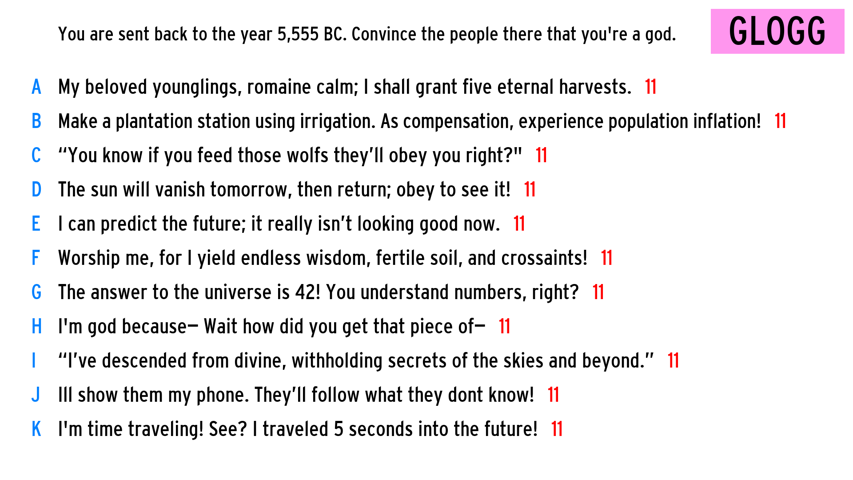 You are sent back to the year 5,555 BC. Convince the people there that you're a god.
GLOGG
A My beloved younglings, romaine calm; I shall grant five eternal harvests. 11
B Make a plantation station using irrigation. As compensation, experience population inflation! 11
C “You know if you feed those wolfs they’ll obey you right?" 11
D The sun will vanish tomorrow, then return; obey to see it! 11
E I can predict the future; it really isn’t looking good now. 11
F Worship me, for I yield endless wisdom, fertile soil, and crossaints! 11
G The answer to the universe is 42! You understand numbers, right? 11
H I'm god because— Wait how did you get that piece of— 11
I “I’ve descended from divine, withholding secrets of the skies and beyond.” 11
J Ill show them my phone. They’ll follow what they dont know! 11
K I'm time traveling! See? I traveled 5 seconds into the future! 11